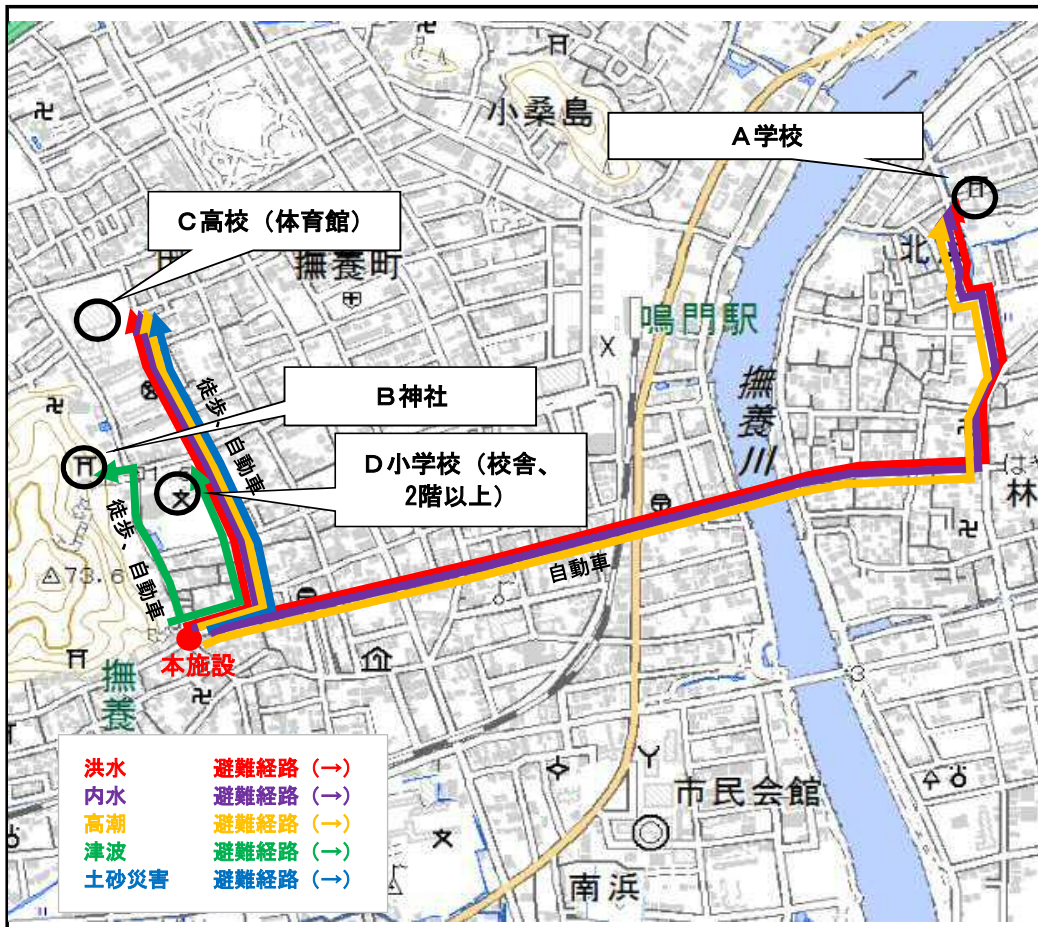 小桑島
A学校
C高校（体育館）
撫養町
北
鳴門駅
B神社
撫養川
D小学校（校舎、
2階以上）
徒歩、自動車
徒歩、自動車
自動車
林
73.6
本施設
撫養
洪水 避難経路（→）
内水 避難経路（→）
高潮 避難経路（→）
津波 避難経路（→）
土砂災害 避難経路（→）
市民会館
南浜